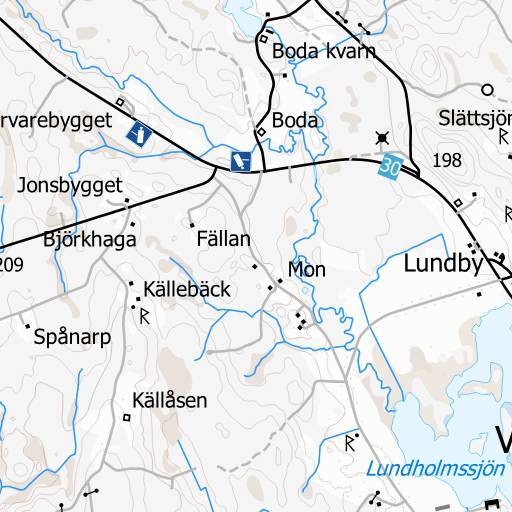 Boda kvarn
rvarebygget
Boda
Slättsjön
198
30
Jonsbygget
Björkhaga
Fällan
209
Mon
Lundby
Källebäck
Spånarp
Källåsen
V
Lundholmssjön